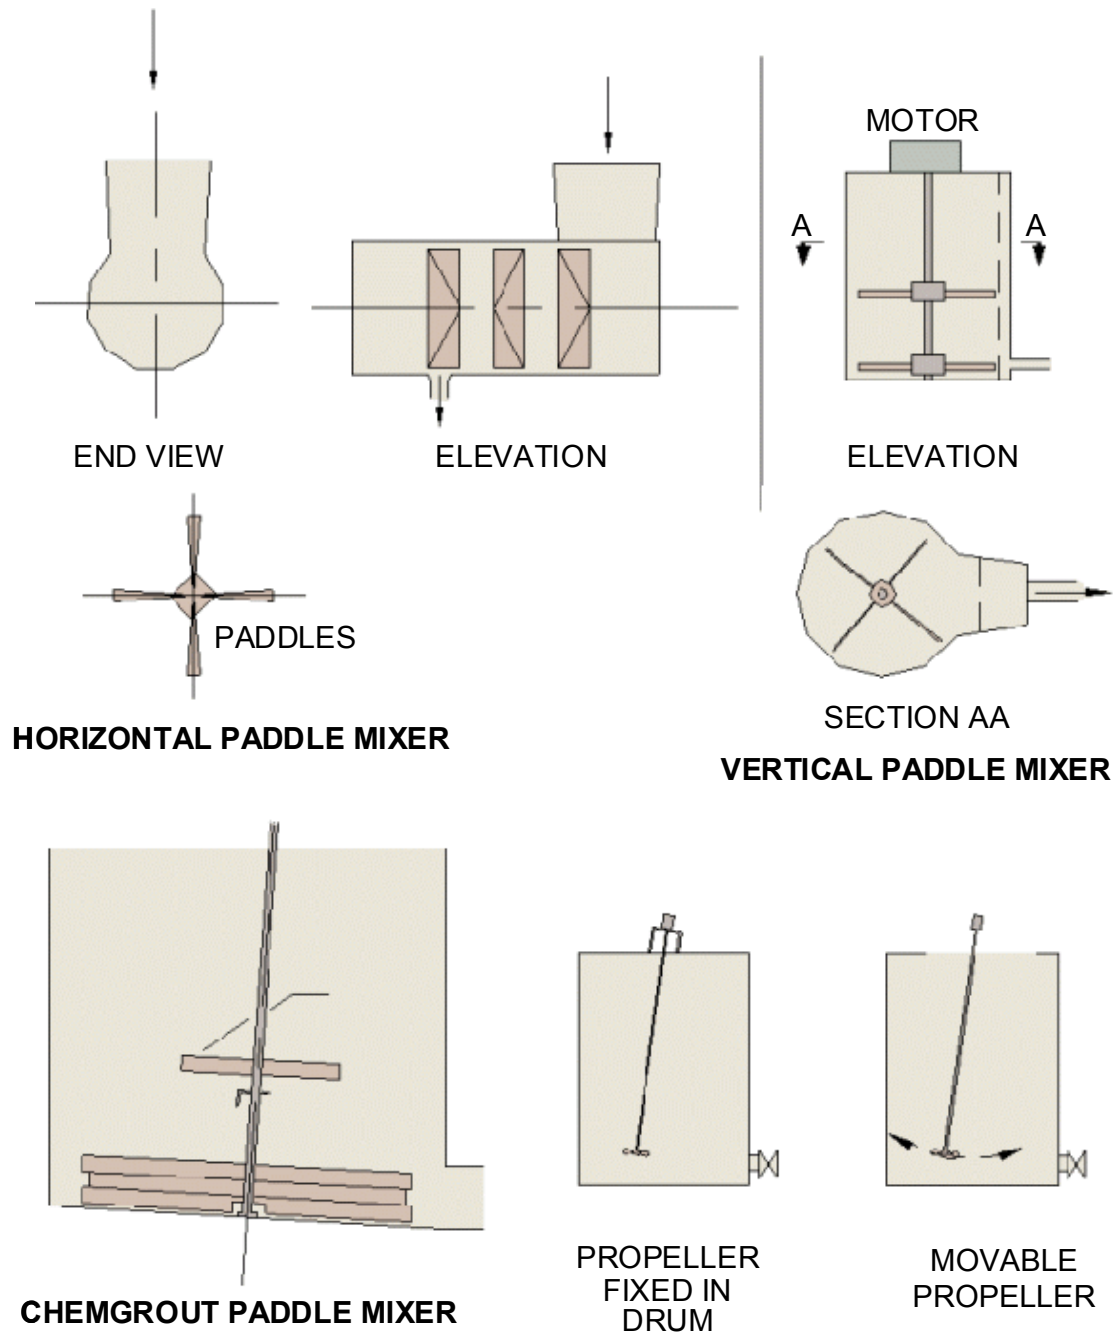 MOTOR
A
A
END VIEW
ELEVATION
ELEVATION
PADDLES
HORIZONTAL PADDLE MIXER
SECTION AA
VERTICAL PADDLE MIXER
CHEMGROUT PADDLE MIXER
PROPELLER
FIXED IN
DRUM
MOVABLE
PROPELLER